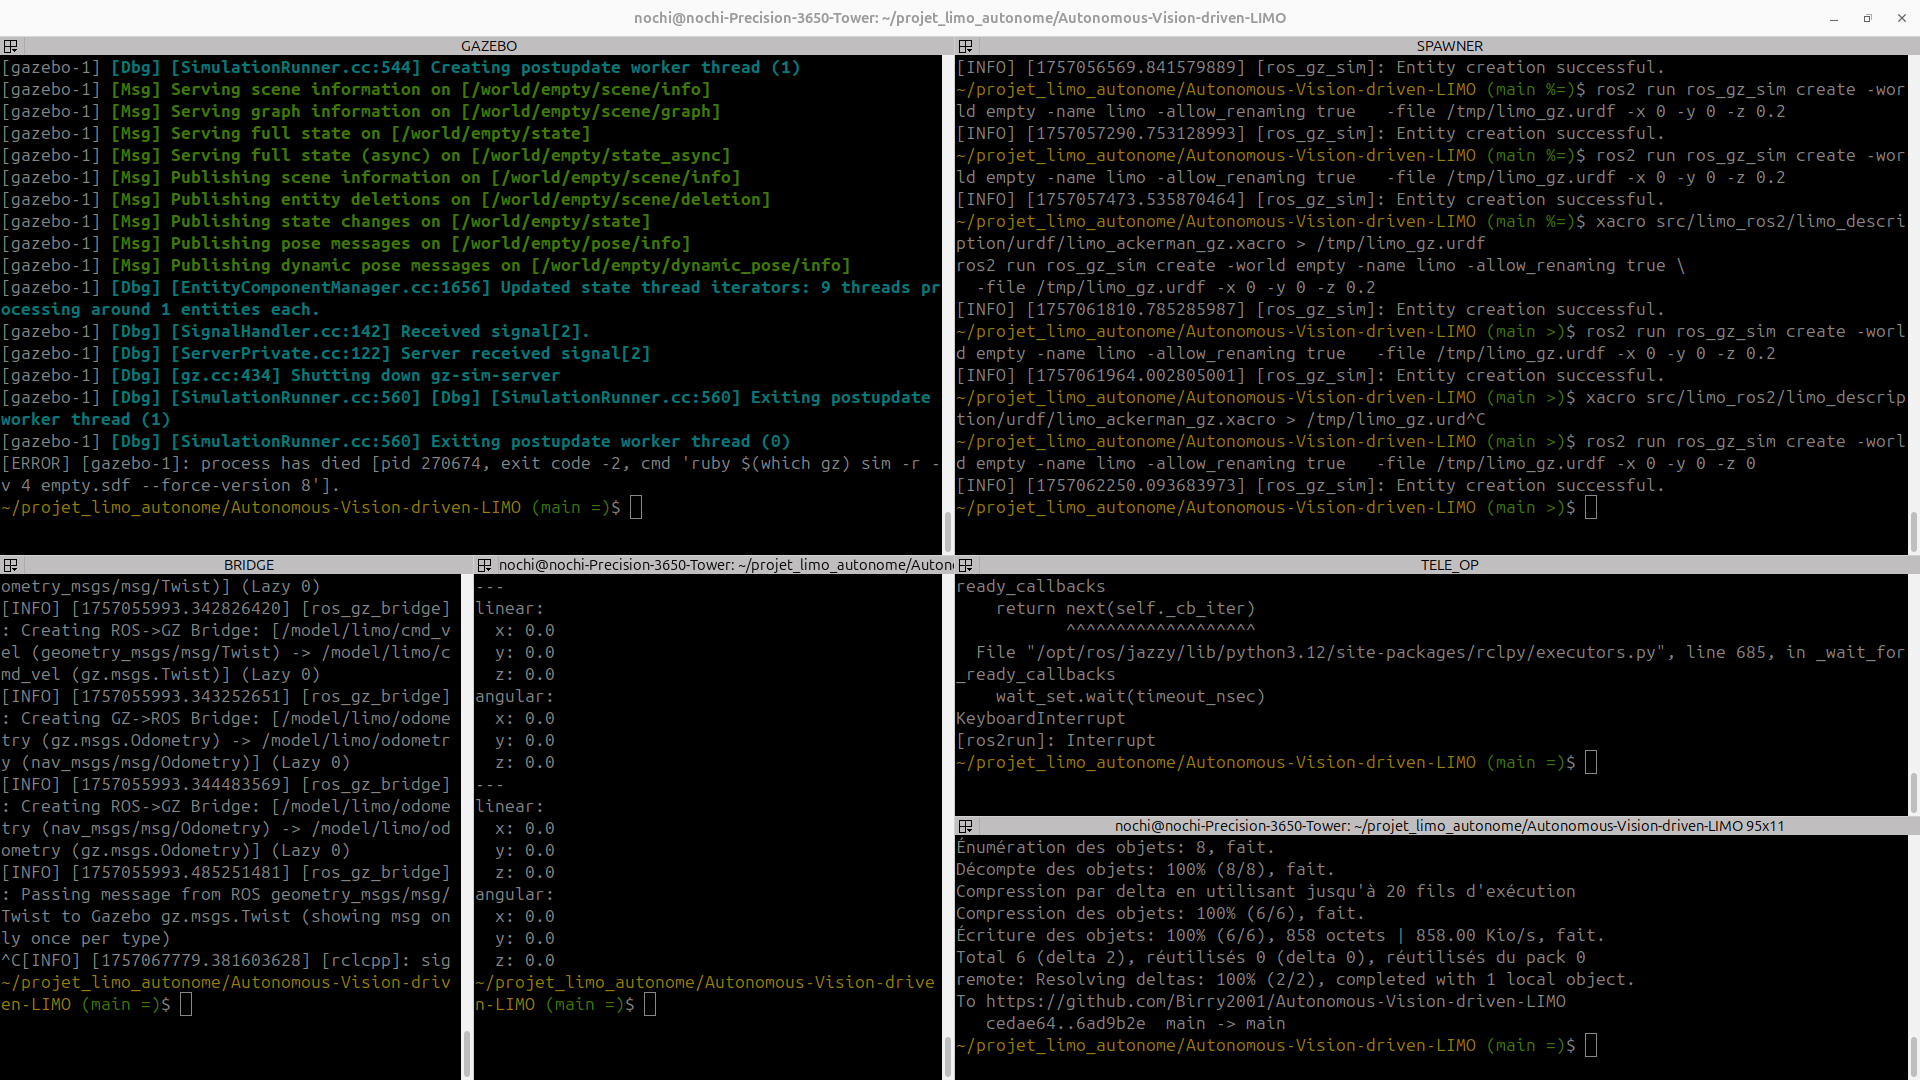 nochi@nochi-Precision-3650-Tower: ~/projet_limo_autonome/Autonomous-Vision-driven-LIMO
GAZEBO
[gazebo-1] [Dbg] [SimulationRunner.cc:544] Creating postupdate worker thread (1)
[gazebo-1] [Msg] Serving scene information on [/world/empty/scene/info]
[gazebo-1] [Msg] Serving graph information on [/world/empty/scene/graph]
[gazebo-1] [Msg] Serving full state on [/world/empty/state]
[gazebo-1] [Msg] Serving full state (async) on [/world/empty/state_async]
[gazebo-1] [Msg] Publishing scene information on [/world/empty/scene/info]
[gazebo-1] [Msg] Publishing entity deletions on [/world/empty/scene/deletion]
[gazebo-1] [Msg] Publishing state changes on [/world/empty/state]
[gazebo-1] [Msg] Publishing pose messages on [/world/empty/pose/info]
[gazebo-1] [Msg] Publishing dynamic pose messages on [/world/empty/dynamic_pose/info]
[gazebo-1] [Dbg] [EntityComponentManager.cc:1656] Updated state thread iterators: 9 threads pr
ocessing around 1 entities each.
[gazebo-1] [Dbg] [SignalHandler.cc:142] Received signal[2].
[gazebo-1] [Dbg] [ServerPrivate.cc:122] Server received signal[2]
[gazebo-1] [Dbg] [gz.cc:434] Shutting down gz-sim-server
[gazebo-1] [Dbg] [SimulationRunner.cc:560] [Dbg] [SimulationRunner.cc:560] Exiting postupdate
worker thread (1)
[gazebo-1] [Dbg] [SimulationRunner.cc:560] Exiting postupdate worker thread (0)
[ERROR] [gazebo-1]: process has died [pid 270674, exit code -2, cmd 'ruby $(which gz) sim -r -
v 4 empty.sdf --force-version 8'].
~/projet_limo_autonome/Autonomous-Vision-driven-LIMO (main =)$
SPAWNER
[INFO] [1757056569.841579889] [ros_gz_sim]: Entity creation successful.
~/projet_limo_autonome/Autonomous-Vision-driven-LIMO (main %=)$ ros2 run ros_gz_sim create -wor
ld empty -name limo -allow_renaming true   -file /tmp/limo_gz.urdf -x 0 -y 0 -z 0.2
[INFO] [1757057290.753128993] [ros_gz_sim]: Entity creation successful.
~/projet_limo_autonome/Autonomous-Vision-driven-LIMO (main %=)$ ros2 run ros_gz_sim create -wor
ld empty -name limo -allow_renaming true   -file /tmp/limo_gz.urdf -x 0 -y 0 -z 0.2
[INFO] [1757057473.535870464] [ros_gz_sim]: Entity creation successful.
~/projet_limo_autonome/Autonomous-Vision-driven-LIMO (main %=)$ xacro src/limo_ros2/limo_descri
ption/urdf/limo_ackerman_gz.xacro > /tmp/limo_gz.urdf
ros2 run ros_gz_sim create -world empty -name limo -allow_renaming true \
  -file /tmp/limo_gz.urdf -x 0 -y 0 -z 0.2
[INFO] [1757061810.785285987] [ros_gz_sim]: Entity creation successful.
~/projet_limo_autonome/Autonomous-Vision-driven-LIMO (main >)$ ros2 run ros_gz_sim create -worl
d empty -name limo -allow_renaming true   -file /tmp/limo_gz.urdf -x 0 -y 0 -z 0.2
[INFO] [1757061964.002805001] [ros_gz_sim]: Entity creation successful.
~/projet_limo_autonome/Autonomous-Vision-driven-LIMO (main >)$ xacro src/limo_ros2/limo_descrip
tion/urdf/limo_ackerman_gz.xacro > /tmp/limo_gz.urd^C
~/projet_limo_autonome/Autonomous-Vision-driven-LIMO (main >)$ ros2 run ros_gz_sim create -worl
d empty -name limo -allow_renaming true   -file /tmp/limo_gz.urdf -x 0 -y 0 -z 0
[INFO] [1757062250.093683973] [ros_gz_sim]: Entity creation successful.
~/projet_limo_autonome/Autonomous-Vision-driven-LIMO (main >)$
BRIDGE
ometry_msgs/msg/Twist)] (Lazy 0)
[INFO] [1757055993.342826420] [ros_gz_bridge]
: Creating ROS->GZ Bridge: [/model/limo/cmd_v
el (geometry_msgs/msg/Twist) -> /model/limo/c
md_vel (gz.msgs.Twist)] (Lazy 0)
[INFO] [1757055993.343252651] [ros_gz_bridge]
: Creating GZ->ROS Bridge: [/model/limo/odome
try (gz.msgs.Odometry) -> /model/limo/odometr
y (nav_msgs/msg/Odometry)] (Lazy 0)
[INFO] [1757055993.344483569] [ros_gz_bridge]
: Creating ROS->GZ Bridge: [/model/limo/odome
try (nav_msgs/msg/Odometry) -> /model/limo/od
ometry (gz.msgs.Odometry)] (Lazy 0)
[INFO] [1757055993.485251481] [ros_gz_bridge]
: Passing message from ROS geometry_msgs/msg/
Twist to Gazebo gz.msgs.Twist (showing msg on
ly once per type)
^C[INFO] [1757067779.381603628] [rclcpp]: sig
~/projet_limo_autonome/Autonomous-Vision-driv
en-LIMO (main =)$
nochi@nochi-Precision-3650-Tower: ~/projet_limo_autonome/Auton
---
linear:
  x: 0.0
  y: 0.0
  z: 0.0
angular:
  x: 0.0
  y: 0.0
  z: 0.0
---
linear:
  x: 0.0
  y: 0.0
  z: 0.0
angular:
  x: 0.0
  y: 0.0
  z: 0.0
~/projet_limo_autonome/Autonomous-Vision-drive
n-LIMO (main =)$
TELE_OP
ready_callbacks
    return next(self._cb_iter)
           ^^^^^^^^^^^^^^^^^^^
  File "/opt/ros/jazzy/lib/python3.12/site-packages/rclpy/executors.py", line 685, in _wait_for
_ready_callbacks
    wait_set.wait(timeout_nsec)
KeyboardInterrupt
[ros2run]: Interrupt
~/projet_limo_autonome/Autonomous-Vision-driven-LIMO (main =)$
nochi@nochi-Precision-3650-Tower: ~/projet_limo_autonome/Autonomous-Vision-driven-LIMO 95x11
Énumération des objets: 8, fait.
Décompte des objets: 100% (8/8), fait.
Compression par delta en utilisant jusqu'à 20 fils d'exécution
Compression des objets: 100% (6/6), fait.
Écriture des objets: 100% (6/6), 858 octets | 858.00 Kio/s, fait.
Total 6 (delta 2), réutilisés 0 (delta 0), réutilisés du pack 0
remote: Resolving deltas: 100% (2/2), completed with 1 local object.
To https://github.com/Birry2001/Autonomous-Vision-driven-LIMO
   cedae64..6ad9b2e  main -> main
~/projet_limo_autonome/Autonomous-Vision-driven-LIMO (main =)$